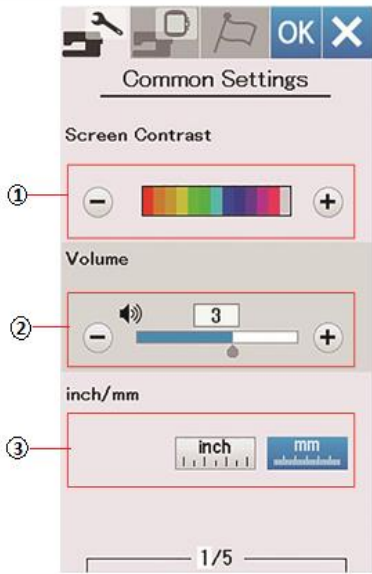 OK
Common Settings
Screen Contrast
①
− +
Volume
3
② − +
inch/mm
③ inch mm
1/5